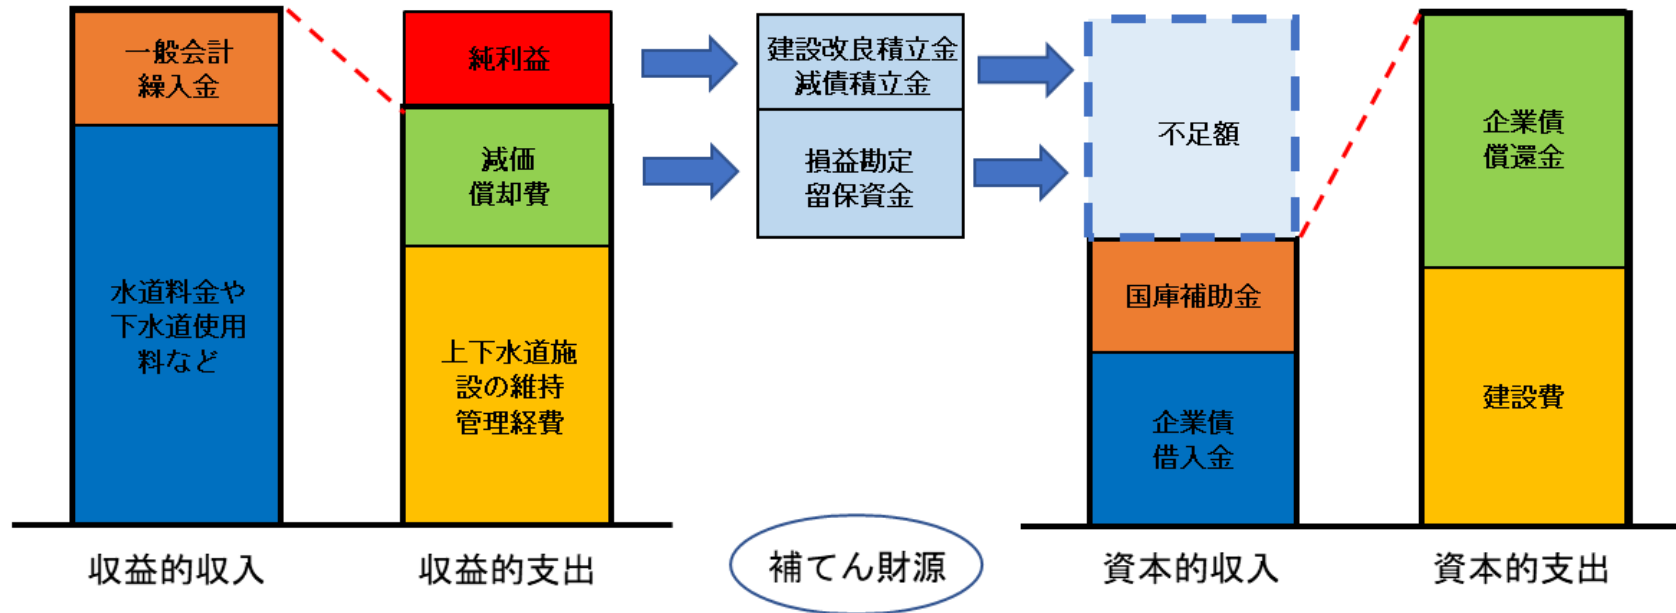 一般会計
繰入金
水道料金や
下水道使用
料など
収益的収入
純利益
減価
償却費
上下水道施
設の維持
管理経費
収益的支出
建設改良積立金
減債積立金
損益勘定
留保資金
補てん財源
不足額
国庫補助金
企業債
借入金
資本的収入
企業債
償還金
建設費
資本的支出